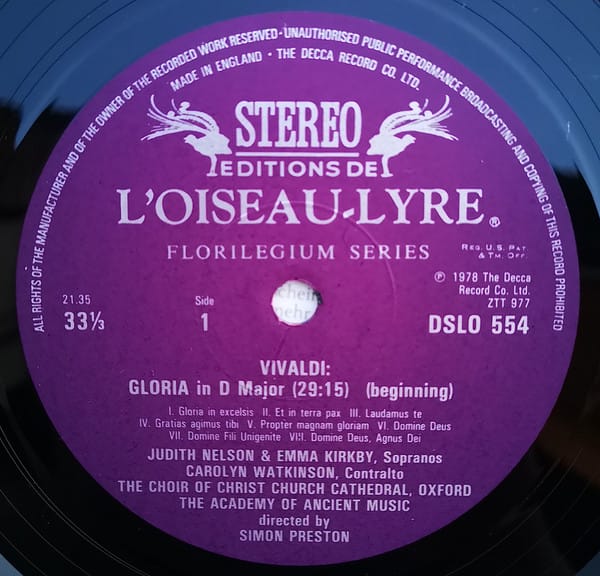 ALL RIGHTS OF THE MANUFACTURER AND OF THE OWNER OF THE RECORDED WORK RESERVED - UNAUTHORISED PUBLIC PERFORMANCE BROADCASTING AND COPYING OF THIS RECORD PROHIBITED
MADE IN ENGLAND • THE DECCA RECORD CO. LTD.
STEREO
EDITIONS DE
L'OISEAU-LYRE ®
FLORILEGIUM SERIES
REG. U.S. PAT.
& TM. OFF.
℗ 1978 The Decca
Record Co. Ltd.
ZTT 977
21.35
33⅓
Side
1
DSLO 554
VIVALDI:
GLORIA in D Major (29:15) (beginning)
I. Gloria in excelsis II. Et in terra pax III. Laudamus te
IV. Gratias agimus tibi V. Propter magnam gloriam VI. Domine Deus
VII. Domine Fili Unigenite VIII. Domine Deus, Agnus Dei
JUDITH NELSON & EMMA KIRKBY, Sopranos
CAROLYN WATKINSON, Contralto
THE CHOIR OF CHRIST CHURCH CATHEDRAL, OXFORD
THE ACADEMY OF ANCIENT MUSIC
directed by
SIMON PRESTON